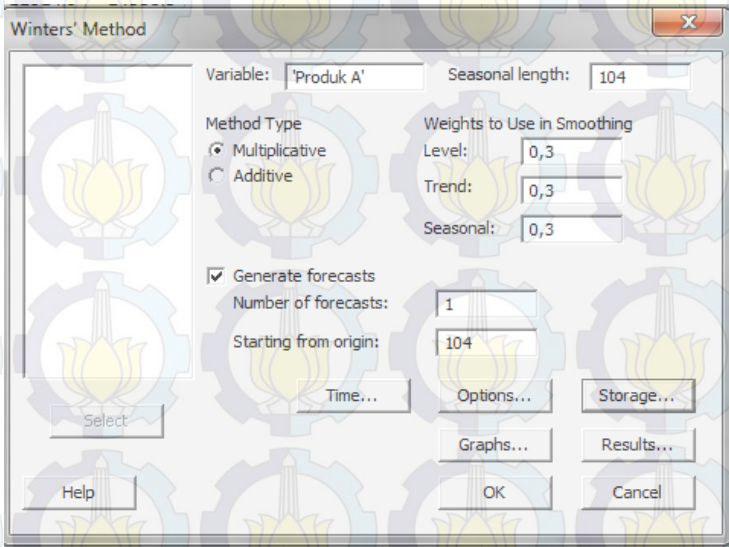 Winters' Method
Variable: 'Produk A' Seasonal length: 104
Method Type Weights to Use in Smoothing
Multiplicative Level: 0,3
Additive
Trend: 0,3
Seasonal: 0,3
Generate forecasts
Number of forecasts: 1
Starting from origin: 104
Time... Options... Storage...
Select
Graphs... Results...
Help OK Cancel